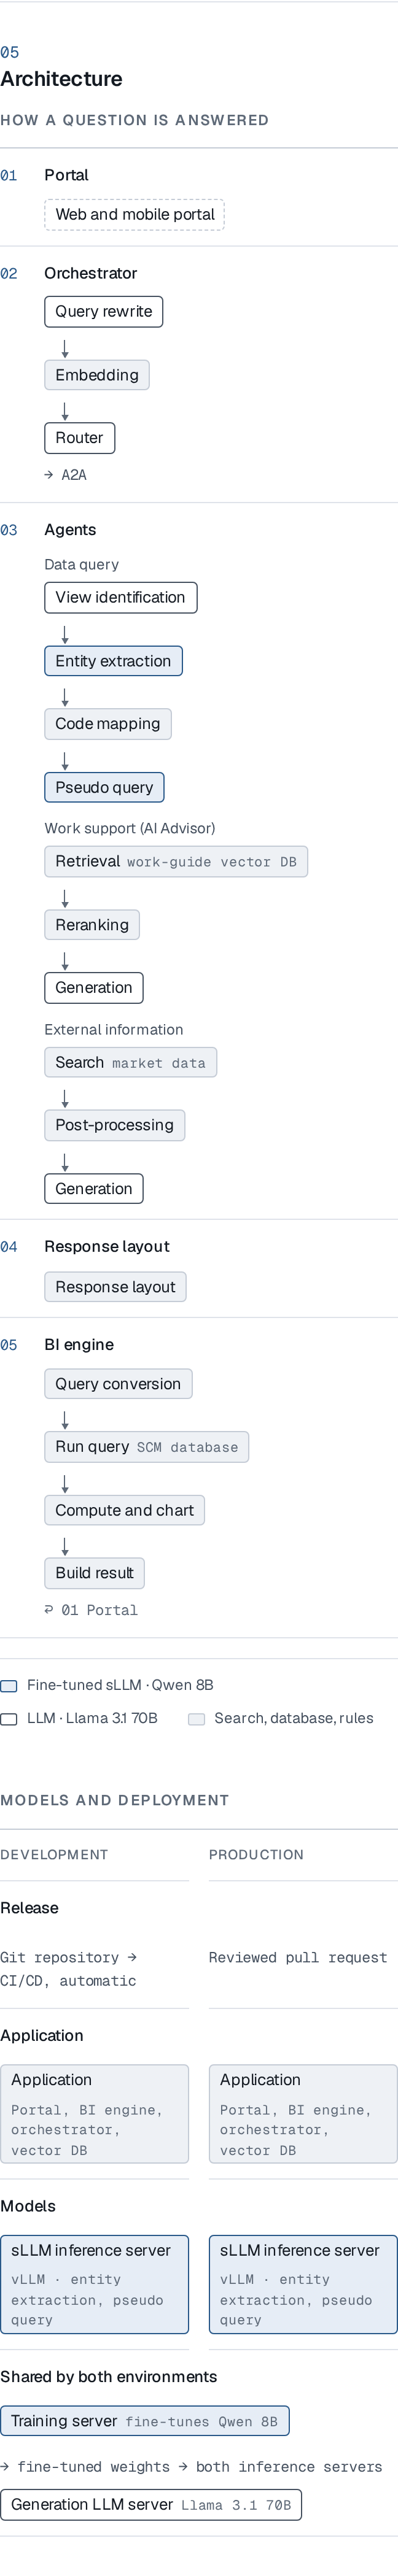 05
Architecture
HOW A QUESTION IS ANSWERED
01 Portal
Web and mobile portal
02 Orchestrator
Query rewrite
↓
Embedding
↓
Router
→ A2A
03 Agents
Data query
View identification
↓
Entity extraction
↓
Code mapping
↓
Pseudo query
Work support (AI Advisor)
Retrieval work-guide vector DB
↓
Reranking
↓
Generation
External information
Search market data
↓
Post-processing
↓
Generation
04 Response layout
Response layout
05 BI engine
Query conversion
↓
Run query SCM database
↓
Compute and chart
↓
Build result
⮌ 01 Portal
Fine-tuned sLLM · Qwen 8B
LLM · Llama 3.1 70B Search, database, rules
MODELS AND DEPLOYMENT
DEVELOPMENT PRODUCTION
Release
Git repository →
CI/CD, automatic
Reviewed pull request
Application
Application
Portal, BI engine,
orchestrator,
vector DB
Application
Portal, BI engine,
orchestrator,
vector DB
Models
sLLM inference server
vLLM · entity
extraction, pseudo
query
sLLM inference server
vLLM · entity
extraction, pseudo
query
Shared by both environments
Training server fine-tunes Qwen 8B
→ fine-tuned weights → both inference servers
Generation LLM server Llama 3.1 70B